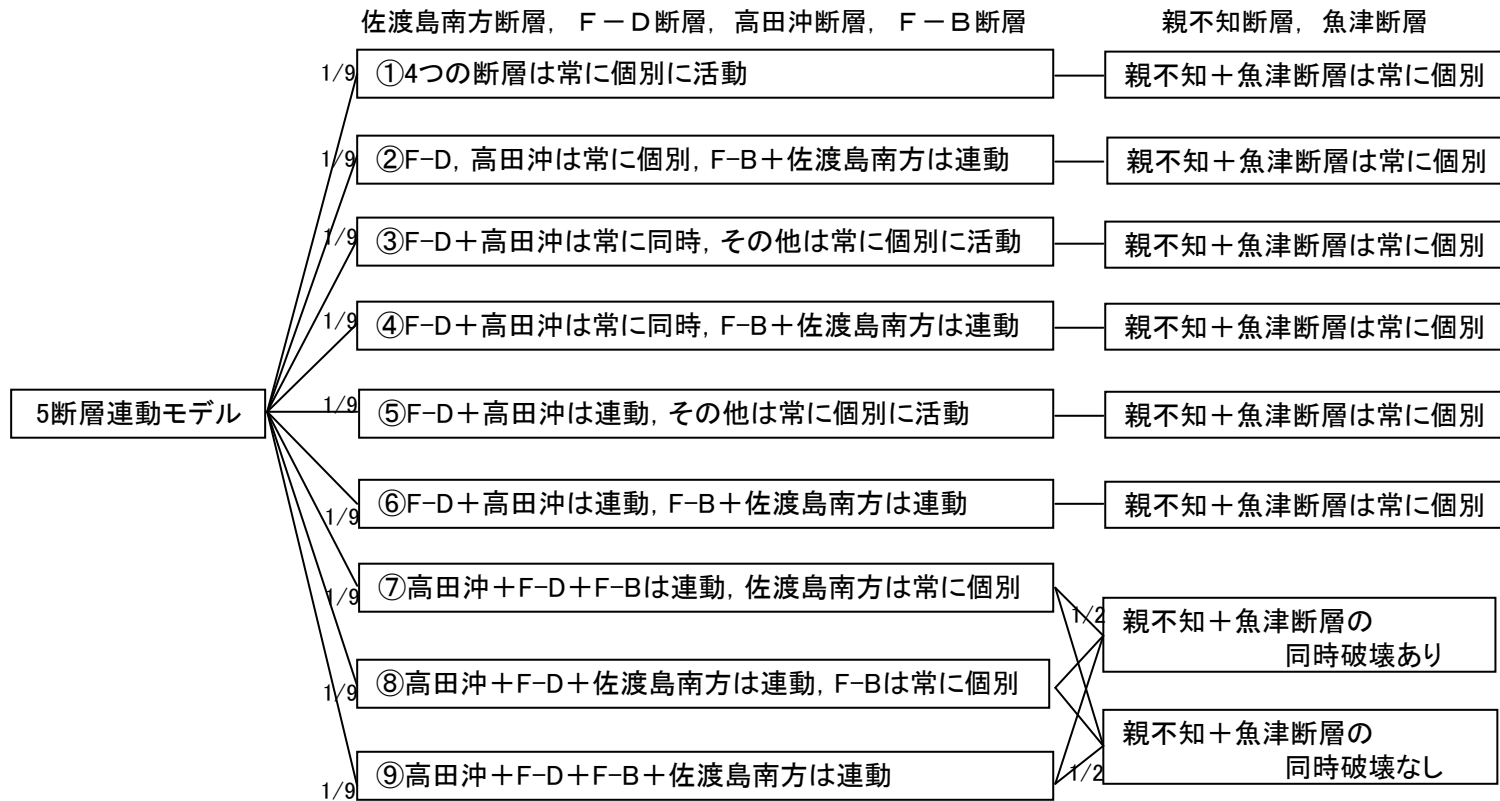 佐渡島南方断層, F-D断層, 高田沖断層, F-B断層
親不知断層, 魚津断層
1/9
①4つの断層は常に個別に活動
親不知+魚津断層は常に個別
1/9
②F-D, 高田沖は常に個別, F-B+佐渡島南方は連動
親不知+魚津断層は常に個別
1/9
③F-D+高田沖は常に同時, その他は常に個別に活動
親不知+魚津断層は常に個別
1/9
④F-D+高田沖は常に同時, F-B+佐渡島南方は連動
親不知+魚津断層は常に個別
5断層連動モデル
1/9
⑤F-D+高田沖は連動, その他は常に個別に活動
親不知+魚津断層は常に個別
1/9
⑥F-D+高田沖は連動, F-B+佐渡島南方は連動
親不知+魚津断層は常に個別
1/9
⑦高田沖+F-D+F-Bは連動, 佐渡島南方は常に個別
1/2
親不知+魚津断層の
同時破壊あり
1/9
⑧高田沖+F-D+佐渡島南方は連動, F-Bは常に個別
親不知+魚津断層の
同時破壊なし
1/9
⑨高田沖+F-D+F-B+佐渡島南方は連動
1/2